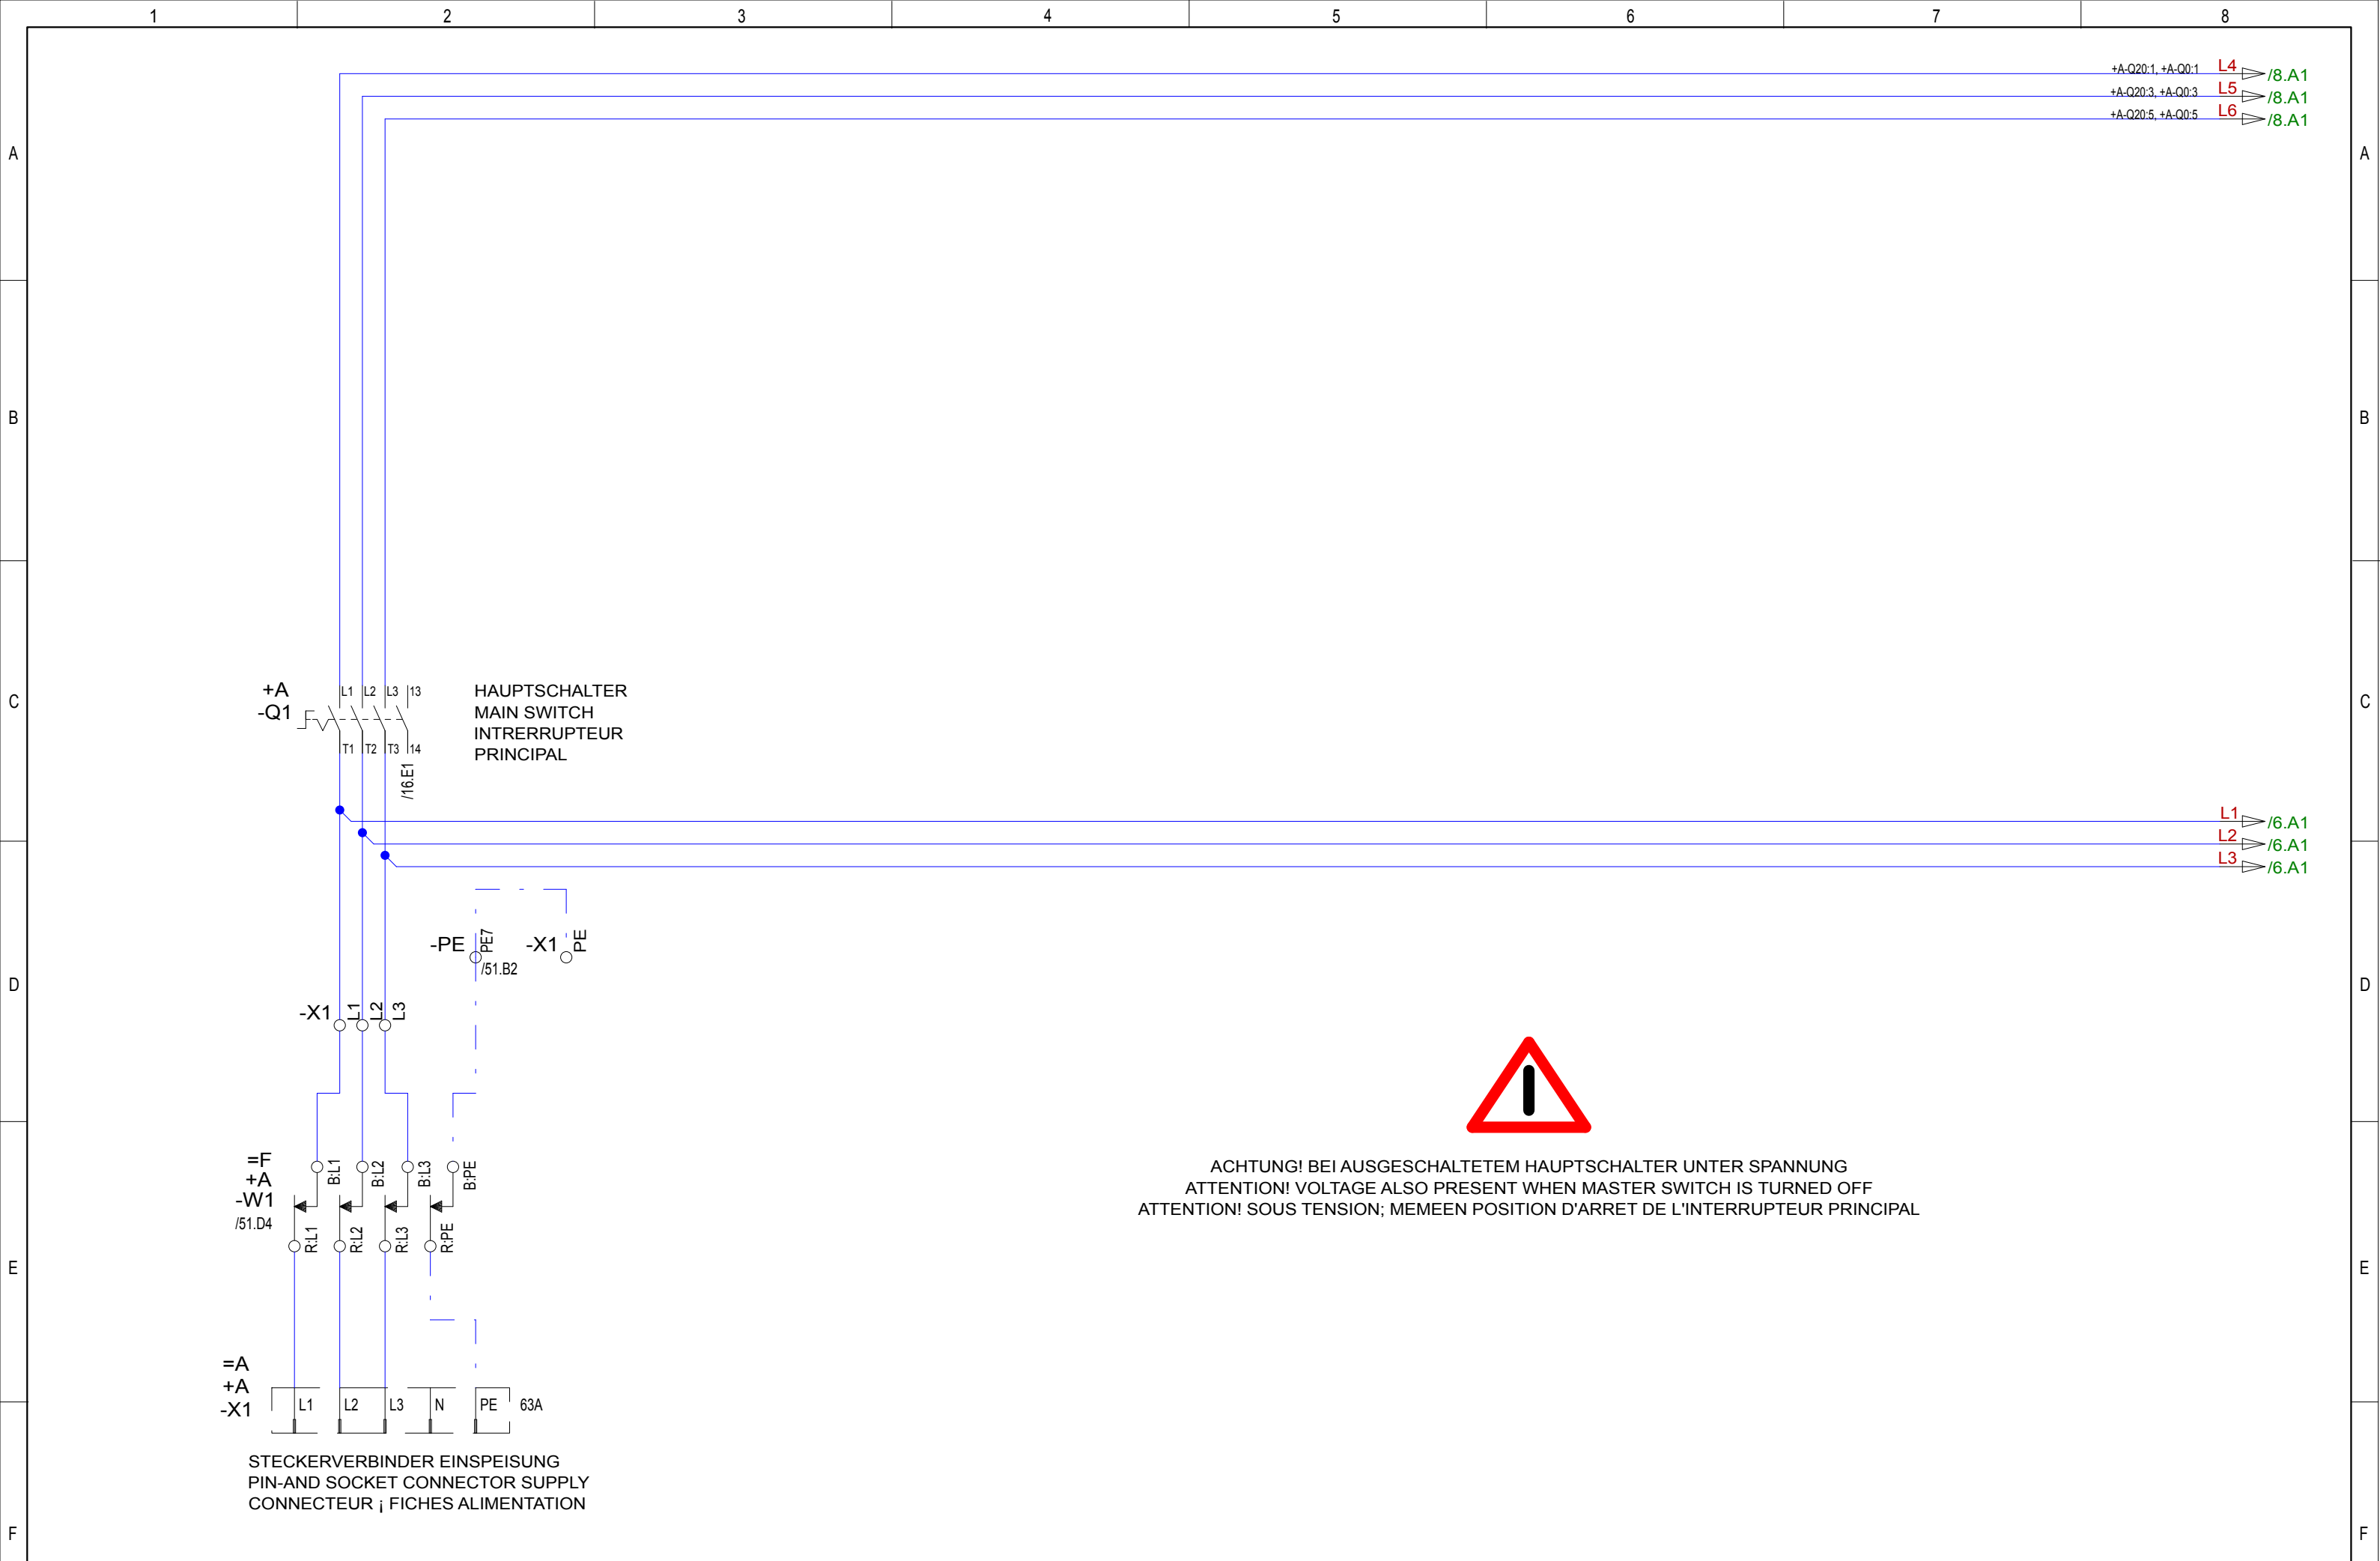 1 2 3 4 5 6 7 8
+A-Q20:1, +A-Q0:1 L4 /8.A1
+A-Q20:3, +A-Q0:3 L5 /8.A1
+A-Q20:5, +A-Q0:5 L6 /8.A1
A A
B B
+A
-Q1
L1 L2 L3 13
T1 T2 T3 14
/16.E1
HAUPTSCHALTER
MAIN SWITCH
INTRERRUPTEUR
PRINCIPAL
C C
L1 /6.A1
L2 /6.A1
L3 /6.A1
-PE PE7 /51.B2
-X1 PE
D D
-X1 L1 L2 L3
=F
+A
-W1
/51.D4
B:L1 B:L2 B:L3 B:PE
R:L1 R:L2 R:L3 R:PE
ACHTUNG! BEI AUSGESCHALTETEM HAUPTSCHALTER UNTER SPANNUNG
ATTENTION! VOLTAGE ALSO PRESENT WHEN MASTER SWITCH IS TURNED OFF
ATTENTION! SOUS TENSION; MEMEEN POSITION D'ARRET DE L'INTERRUPTEUR PRINCIPAL
E E
=A
+A
-X1
L1 L2 L3 N PE 63A
STECKERVERBINDER EINSPEISUNG
PIN-AND SOCKET CONNECTOR SUPPLY
CONNECTEUR ¡ FICHES ALIMENTATION
F F